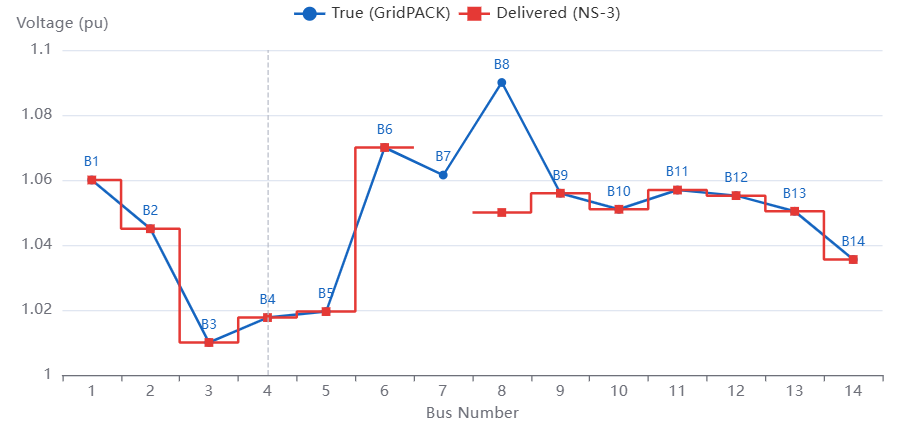 True (GridPACK) Delivered (NS-3)
Voltage (pu)
1.1
1.08
1.06
1.04
1.02
1
B1
B2
B3
B4
B5
B6
B7
B8
B9
B10
B11
B12
B13
B14
1 2 3 4 5 6 7 8 9 10 11 12 13 14
Bus Number